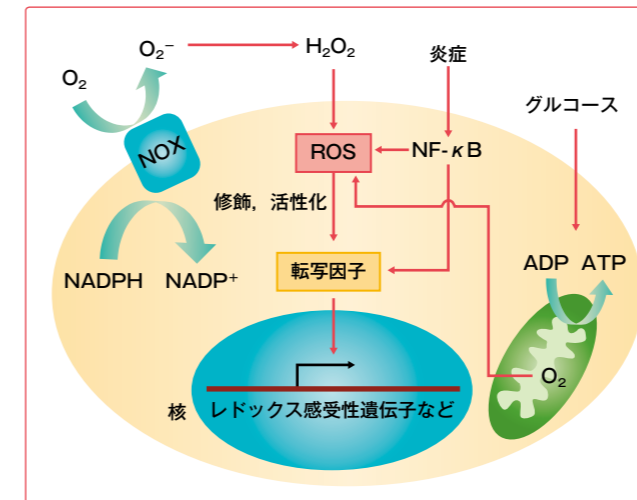 O₂
O₂⁻
H₂O₂
炎症
グルコース
NOX
ROS
NF-κB
修飾，活性化
NADPH
NADP⁺
転写因子
ADP
ATP
O₂
核
レドックス感受性遺伝子など